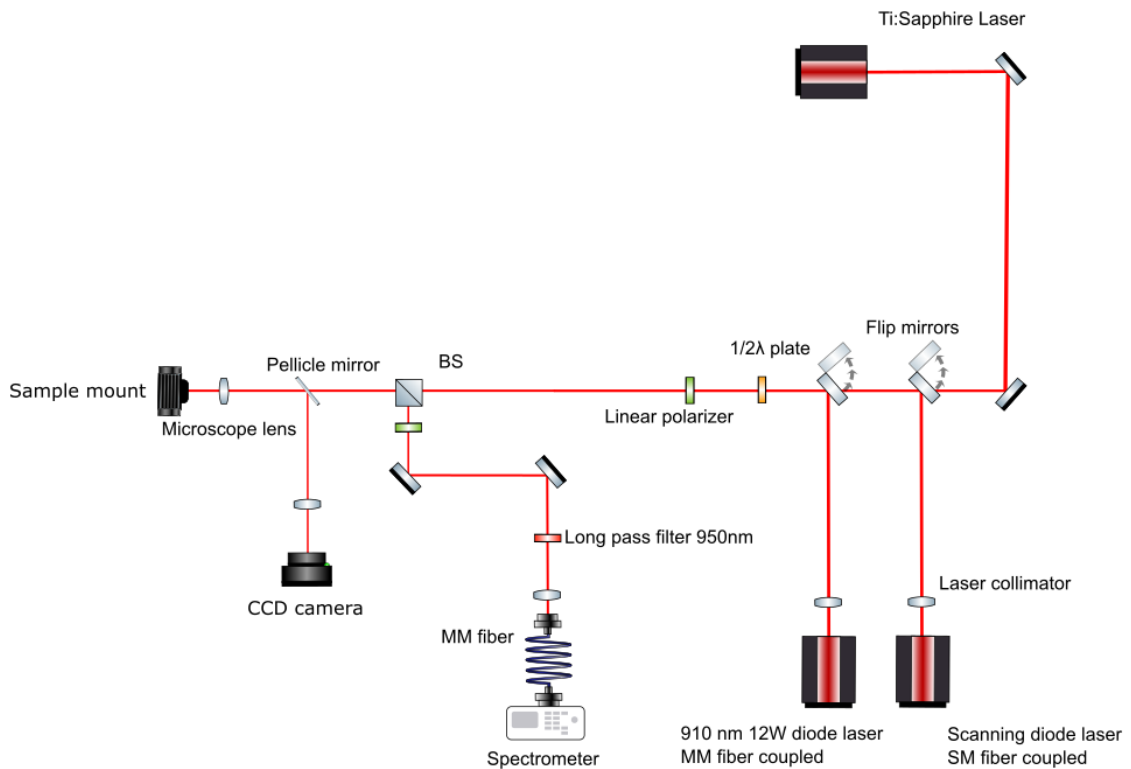 Ti:Sapphire Laser
Flip mirrors
1/2λ plate
BS
Pellicle mirror
Sample mount
Linear polarizer
Microscope lens
Long pass filter 950nm
Laser collimator
CCD camera
MM fiber
910 nm 12W diode laser
MM fiber coupled
Scanning diode laser
SM fiber coupled
Spectrometer